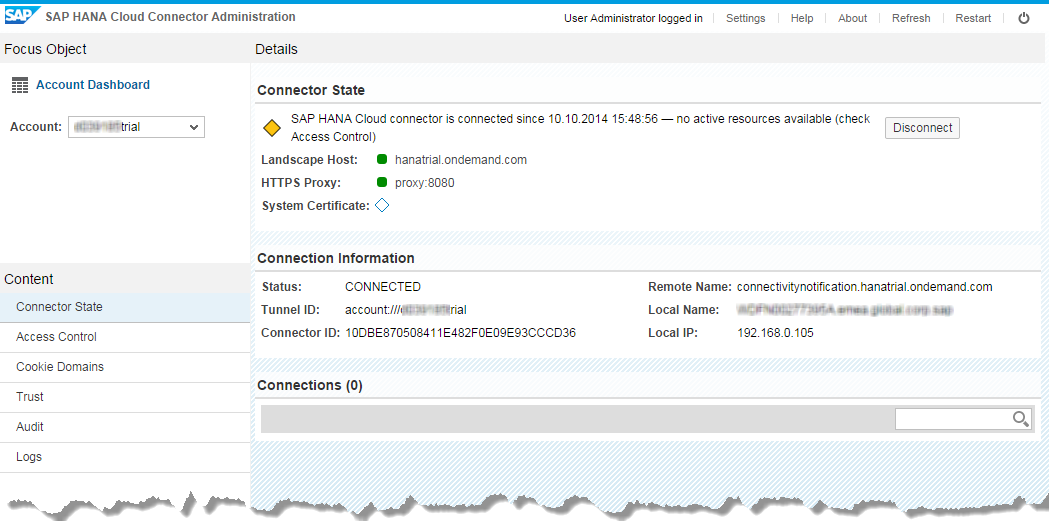 SAP SAP HANA Cloud Connector Administration User Administrator logged in Settings Help About Refresh Restart
Focus Object
Account Dashboard
Account: trial
Content
Connector State
Access Control
Cookie Domains
Trust
Audit
Logs
Details
Connector State
SAP HANA Cloud connector is connected since 10.10.2014 15:48:56 — no active resources available (check
Access Control)
Disconnect
Landscape Host: hanatrial.ondemand.com
HTTPS Proxy: proxy:8080
System Certificate:
Connection Information
Status: CONNECTED Remote Name: connectivitynotification.hanatrial.ondemand.com
Tunnel ID: account:/// trial Local Name:
Connector ID: 10DBE870508411E482F0E09E93CCCD36 Local IP: 192.168.0.105
Connections (0)